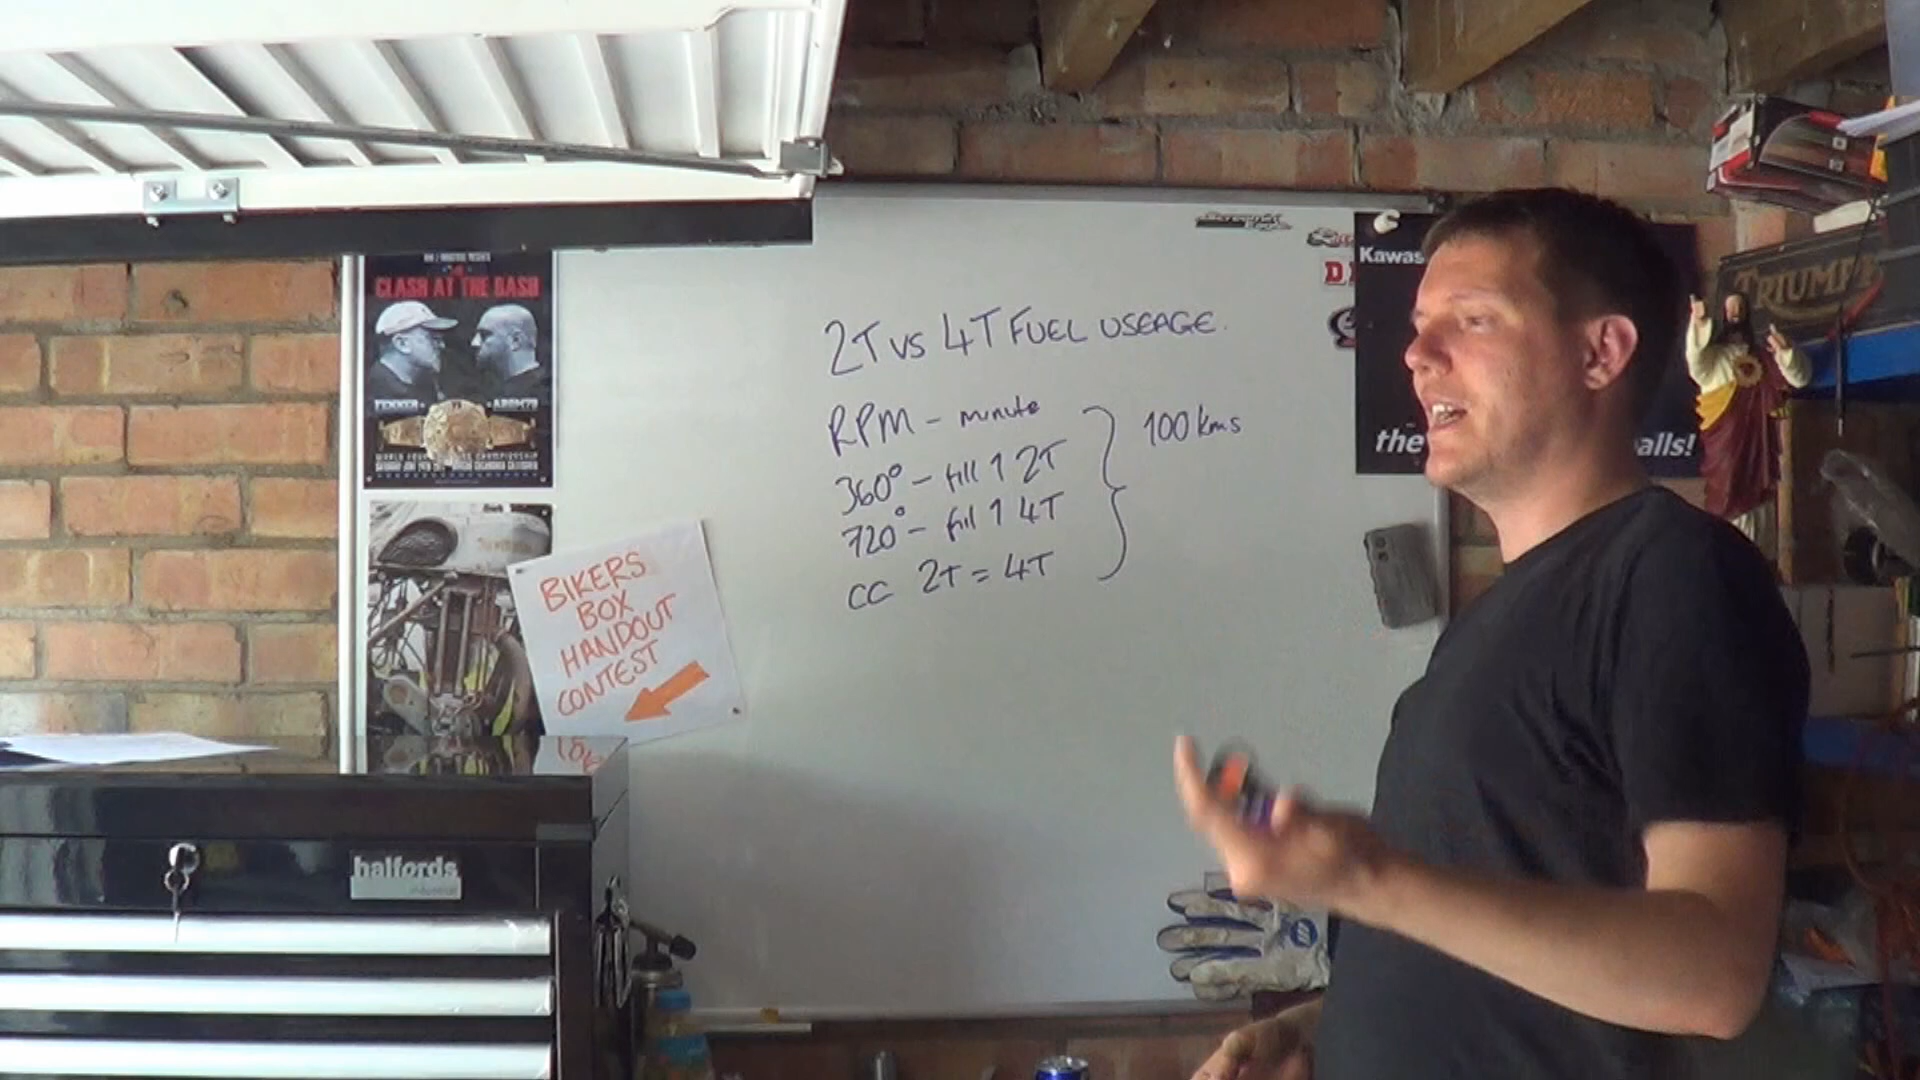 CLASH AT THE DASH
2T VS 4T FUEL USEAGE.
RPM - minute
360° - fill 1 2T
720° - fill 1 4T
CC 2T = 4T
100 kms
BIKERS
BOX
HANDOUT
CONTEST
halfords
Kawas
the
alls!
TRIUMPH